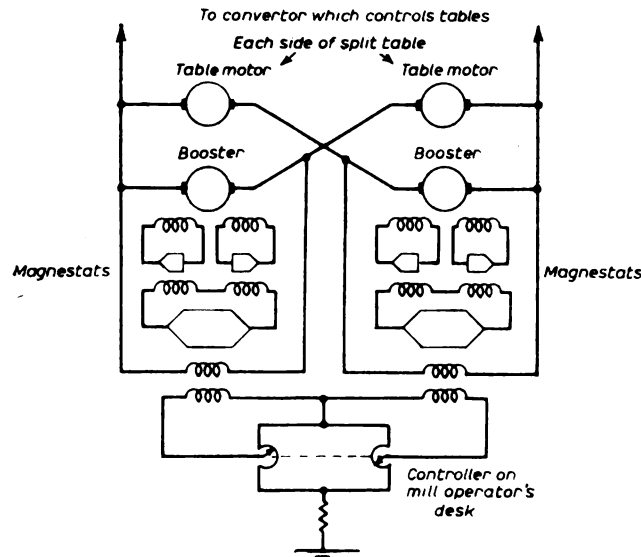 To convertor which controls tables
Each side of split table
Table motor
Table motor
Booster
Booster
Magnestats
Magnestats
Controller on
mill operator's
desk